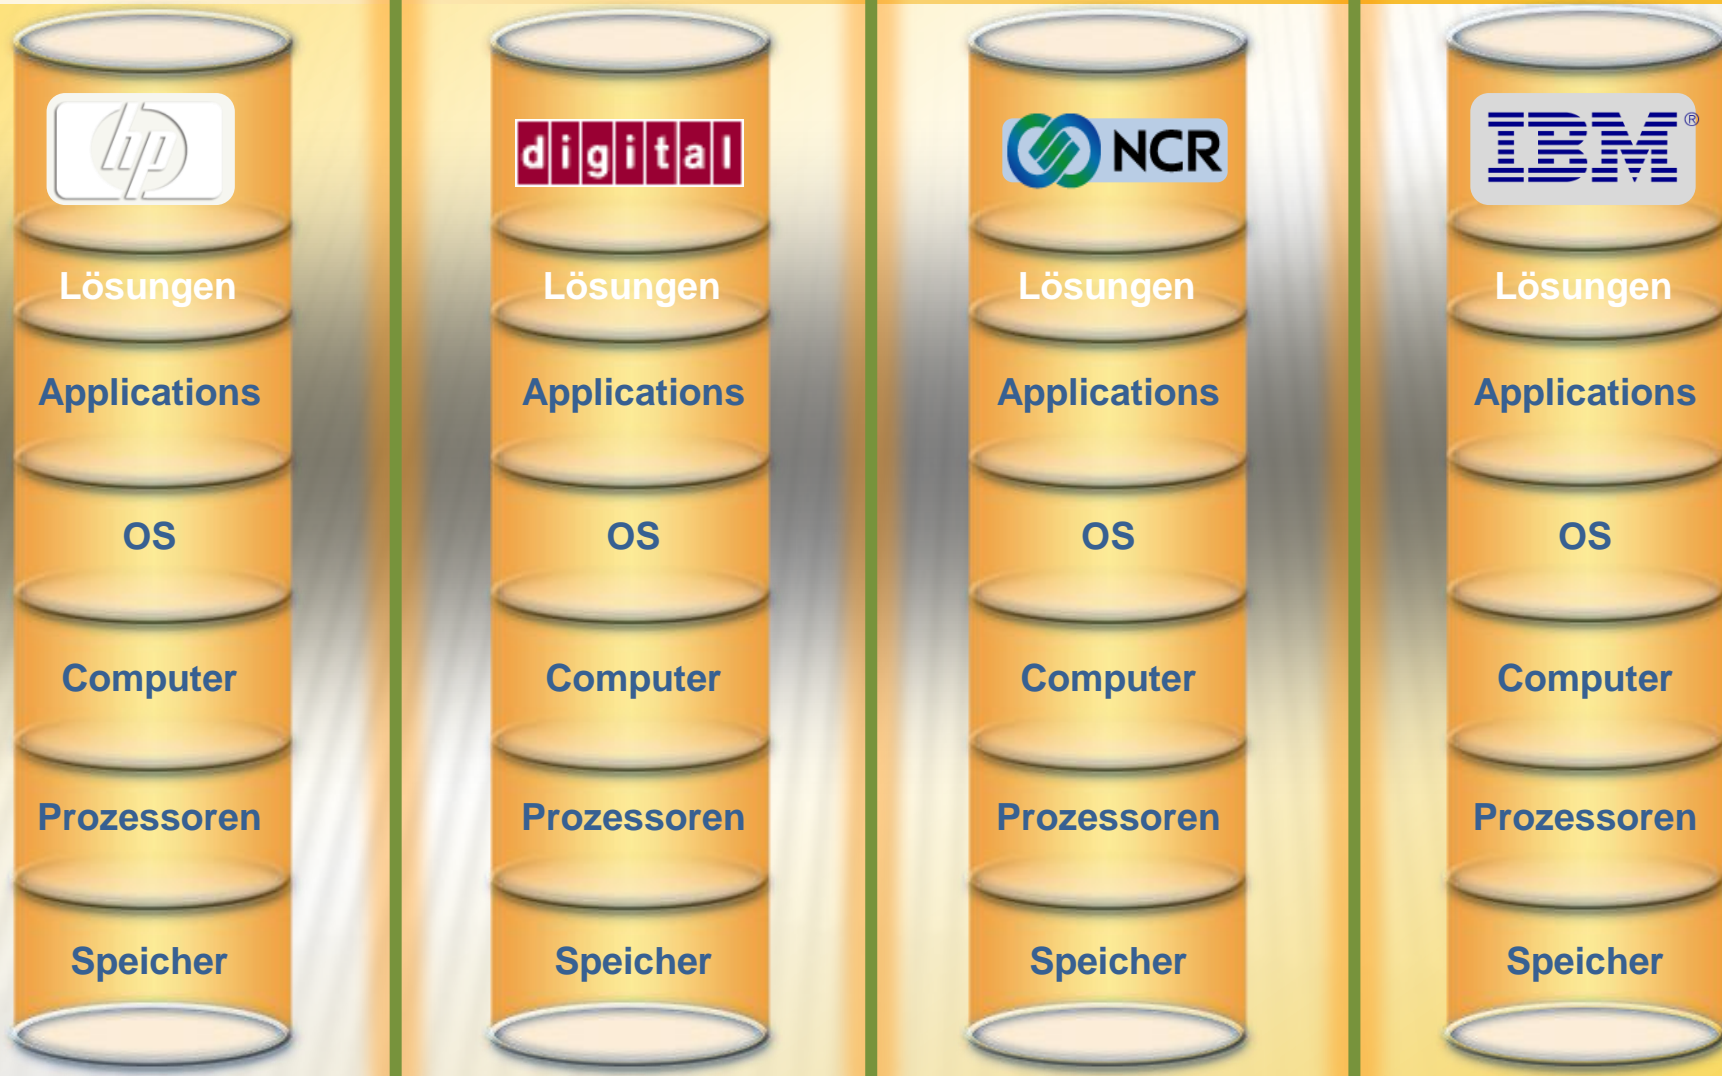 hp
digital
NCR
IBM®
Lösungen
Lösungen
Lösungen
Lösungen
Applications
Applications
Applications
Applications
OS
OS
OS
OS
Computer
Computer
Computer
Computer
Prozessoren
Prozessoren
Prozessoren
Prozessoren
Speicher
Speicher
Speicher
Speicher